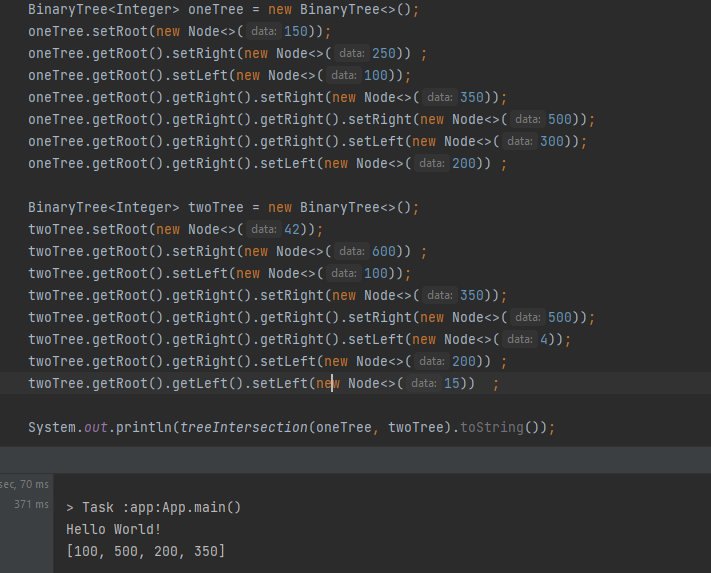 BinaryTree<Integer> oneTree = new BinaryTree<>();
oneTree.setRoot(new Node<>( data: 150));
oneTree.getRoot().setRight(new Node<>( data: 250)) ;
oneTree.getRoot().setLeft(new Node<>( data: 100));
oneTree.getRoot().getRight().setRight(new Node<>( data: 350));
oneTree.getRoot().getRight().getRight().setRight(new Node<>( data: 500));
oneTree.getRoot().getRight().getRight().setLeft(new Node<>( data: 300));
oneTree.getRoot().getRight().setLeft(new Node<>( data: 200)) ;
BinaryTree<Integer> twoTree = new BinaryTree<>();
twoTree.setRoot(new Node<>( data: 42));
twoTree.getRoot().setRight(new Node<>( data: 600)) ;
twoTree.getRoot().setLeft(new Node<>( data: 100));
twoTree.getRoot().getRight().setRight(new Node<>( data: 350));
twoTree.getRoot().getRight().getRight().setRight(new Node<>( data: 500));
twoTree.getRoot().getRight().getRight().setLeft(new Node<>( data: 4));
twoTree.getRoot().getRight().setLeft(new Node<>( data: 200)) ;
twoTree.getRoot().getLeft().setLeft(new Node<>( data: 15))  ;
System.out.println(treeIntersection(oneTree, twoTree).toString());
sec, 70 ms
371 ms
> Task :app:App.main()
Hello World!
[100, 500, 200, 350]